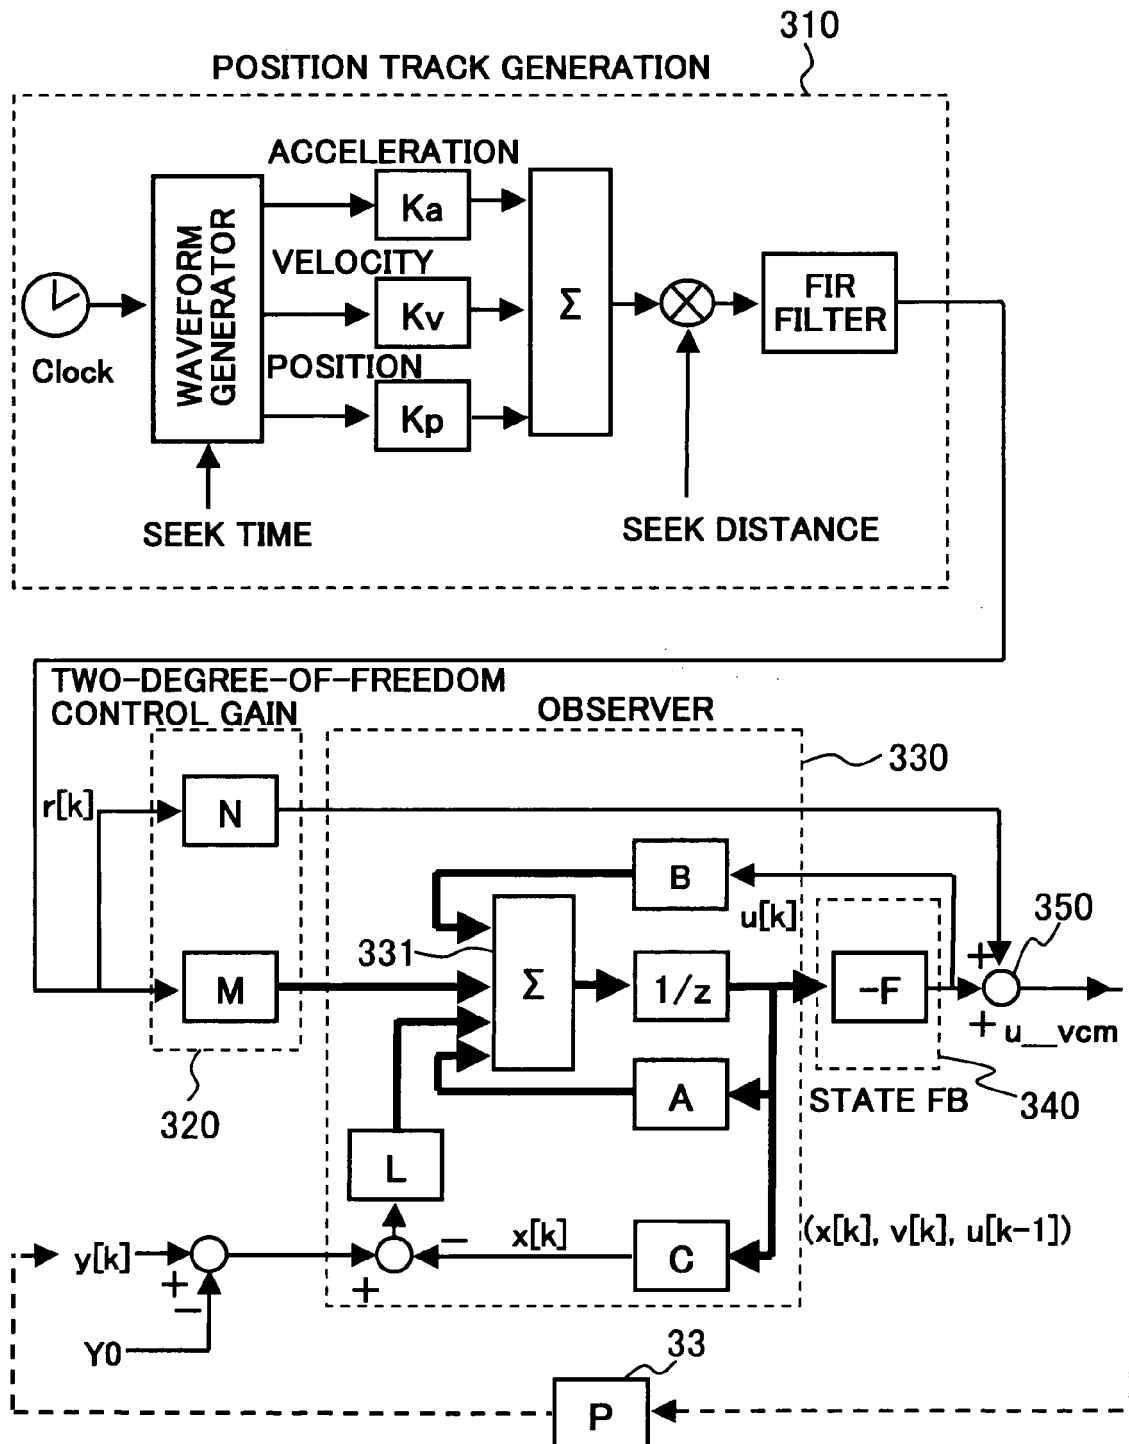 310
POSITION TRACK GENERATION
ACCELERATION
Ka
WAVEFORM
GENERATOR
VELOCITY
Kv
Σ
FIR
FILTER
Clock
POSITION
Kp
SEEK TIME
SEEK DISTANCE
TWO-DEGREE-OF-FREEDOM
CONTROL GAIN
OBSERVER
330
r[k]
N
B
u[k]
350
331
+
M
Σ
1/z
-F
+
u_vcm
A
STATE FB
340
320
L
x[k]
(x[k], v[k], u[k-1])
−
y[k]
C
+
+
−
Y0
33
P